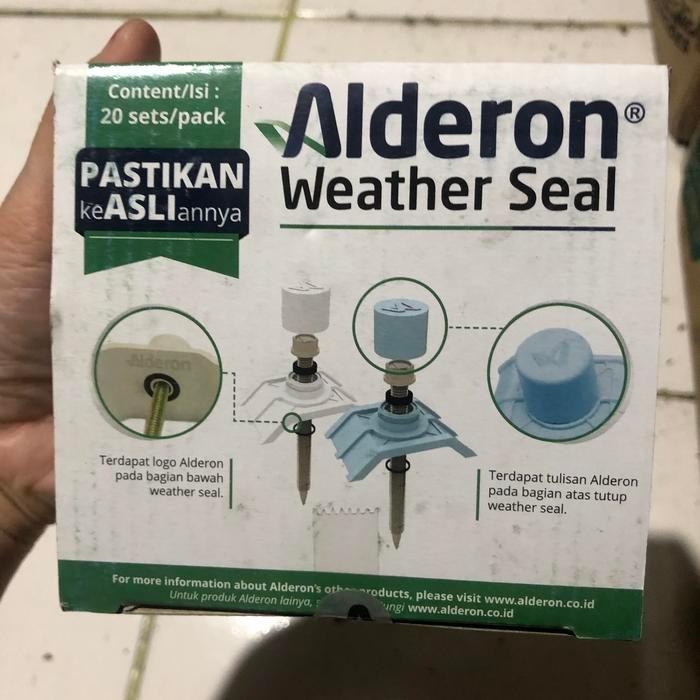 Content/Isi :
20 sets/pack
PASTIKAN
keASLIannya
Alderon®
Weather Seal
Alderon
Terdapat logo Alderon
pada bagian bawah
weather seal.
Terdapat tulisan Alderon
pada bagian atas tutup
weather seal.
For more information about Alderon's other products, please visit www.alderon.co.id
Untuk produk Alderon lainya, www.alderon.co.id